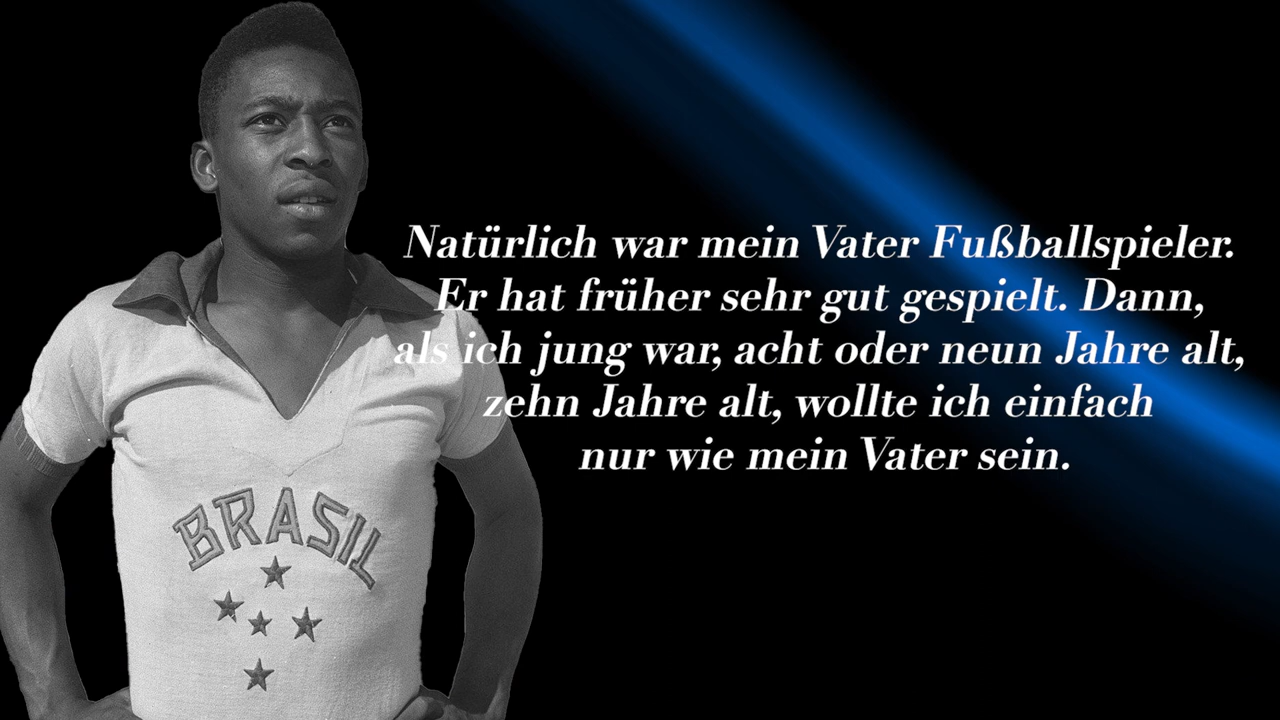 Natürlich war mein Vater Fußballspieler.
Er hat früher sehr gut gespielt. Dann,
als ich jung war, acht oder neun Jahre alt,
zehn Jahre alt, wollte ich einfach
nur wie mein Vater sein.
BRASIL